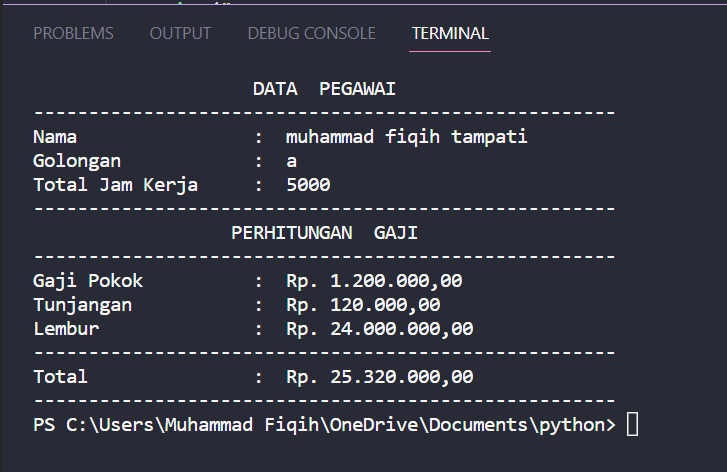 PROBLEMS OUTPUT DEBUG CONSOLE TERMINAL
DATA  PEGAWAI
-----------------------------------------------------
Nama                :  muhammad fiqih tampati
Golongan            :  a
Total Jam Kerja     :  5000
-----------------------------------------------------
PERHITUNGAN  GAJI
-----------------------------------------------------
Gaji Pokok          :  Rp. 1.200.000,00
Tunjangan           :  Rp. 120.000,00
Lembur              :  Rp. 24.000.000,00
-----------------------------------------------------
Total               :  Rp. 25.320.000,00
-----------------------------------------------------
PS C:\Users\Muhammad Fiqih\OneDrive\Documents\python>